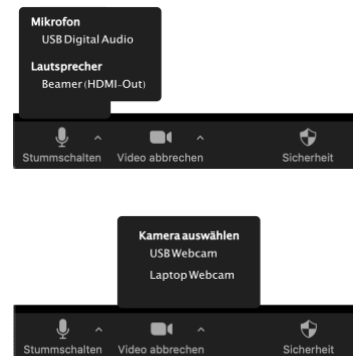 Mikrofon
USB Digital Audio
Lautsprecher
Beamer (HDMI-Out)
Stummschalten Video abbrechen Sicherheit
Kamera auswählen
USB Webcam
Laptop Webcam
Stummschalten Video abbrechen Sicherheit